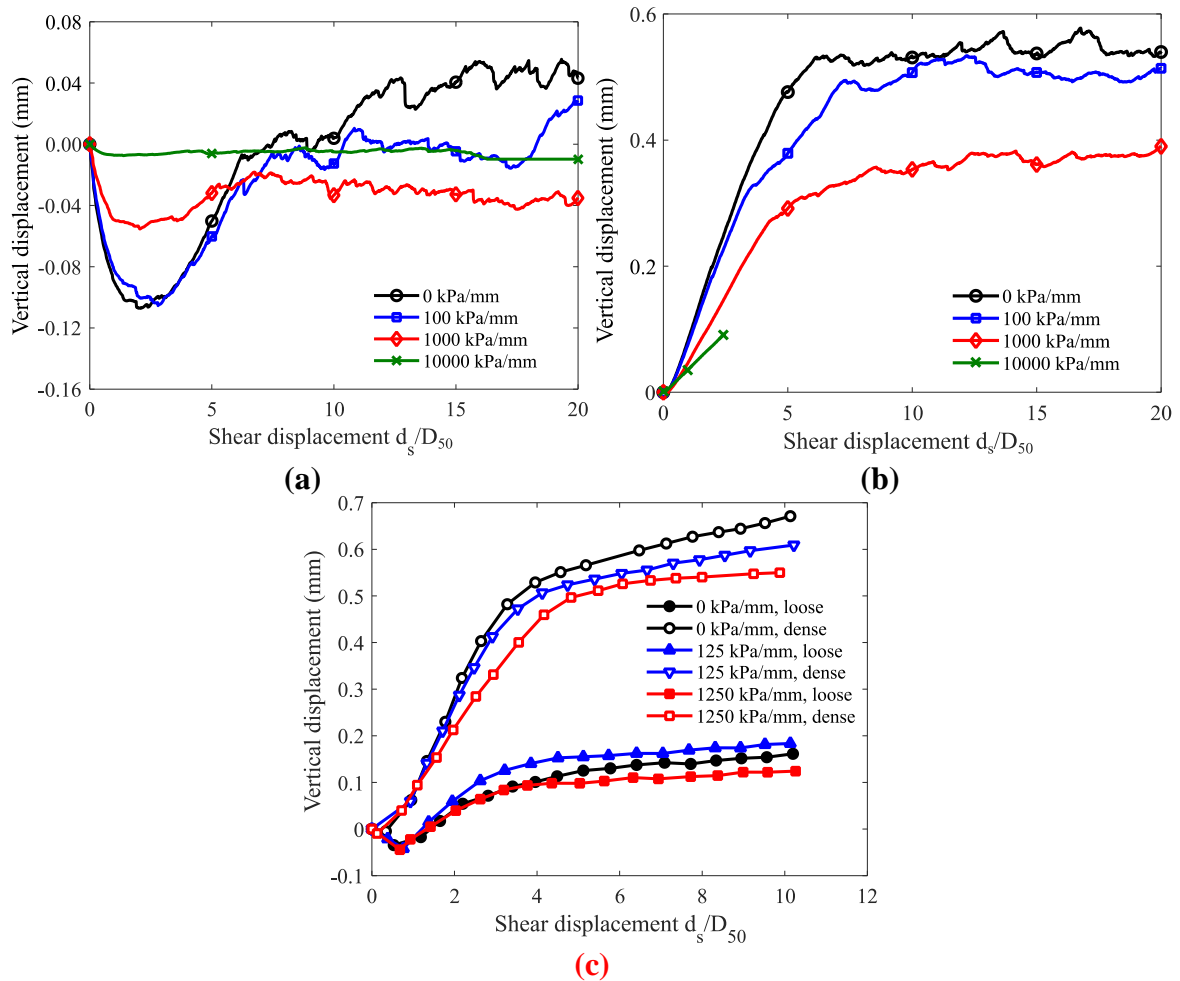 0.08
0.04
0.00
-0.04
-0.08
-0.12
-0.16
Vertical displacement (mm)
0 kPa/mm
100 kPa/mm
1000 kPa/mm
10000 kPa/mm
0 5 10 15 20
Shear displacement d_s/D_50
(a)
0.6
0.4
0.2
0
Vertical displacement (mm)
0 kPa/mm
100 kPa/mm
1000 kPa/mm
10000 kPa/mm
0 5 10 15 20
Shear displacement d_s/D_50
(b)
0.7
0.6
0.5
0.4
0.3
0.2
0.1
0
-0.1
Vertical displacement (mm)
0 kPa/mm, loose
0 kPa/mm, dense
125 kPa/mm, loose
125 kPa/mm, dense
1250 kPa/mm, loose
1250 kPa/mm, dense
0 2 4 6 8 10 12
Shear displacement d_s/D_50
(c)